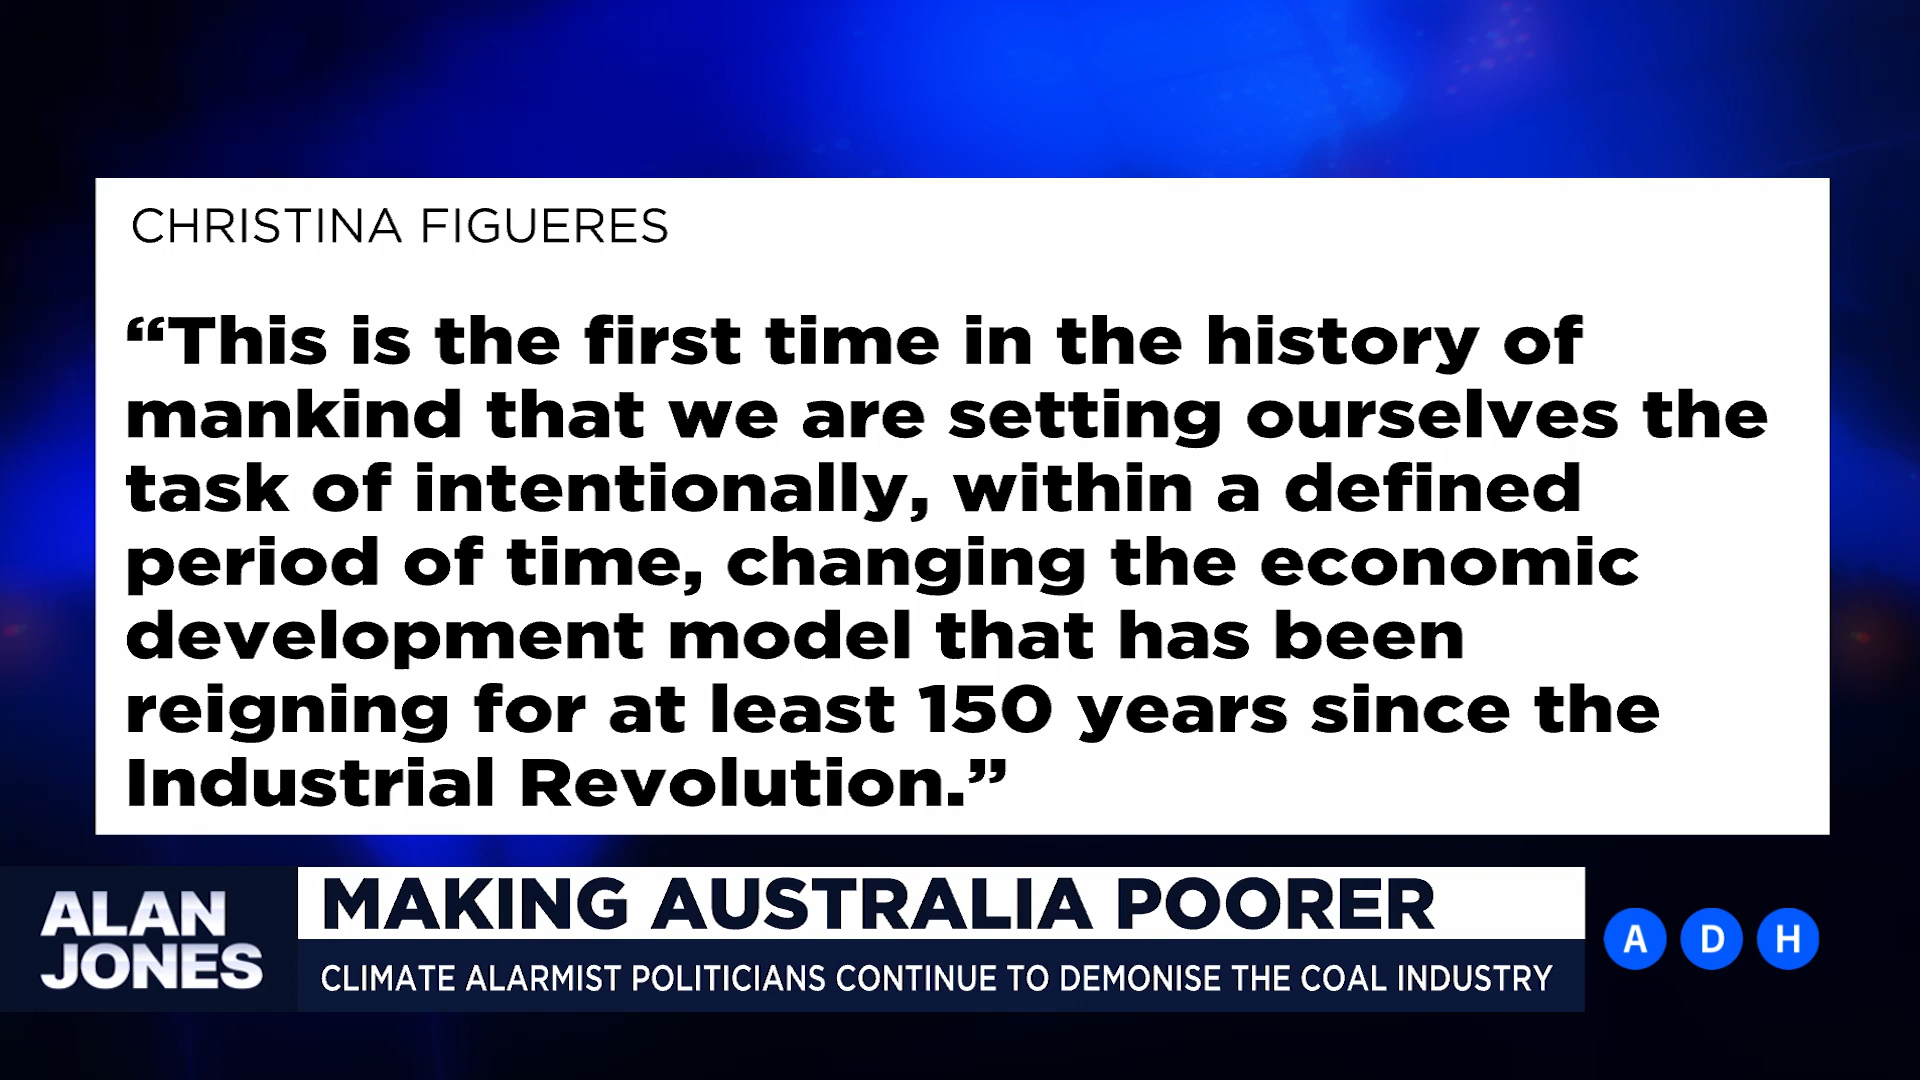 CHRISTINA FIGUERES
“This is the first time in the history of
mankind that we are setting ourselves the
task of intentionally, within a defined
period of time, changing the economic
development model that has been
reigning for at least 150 years since the
Industrial Revolution.”
ALAN
JONES
MAKING AUSTRALIA POORER
CLIMATE ALARMIST POLITICIANS CONTINUE TO DEMONISE THE COAL INDUSTRY
A D H